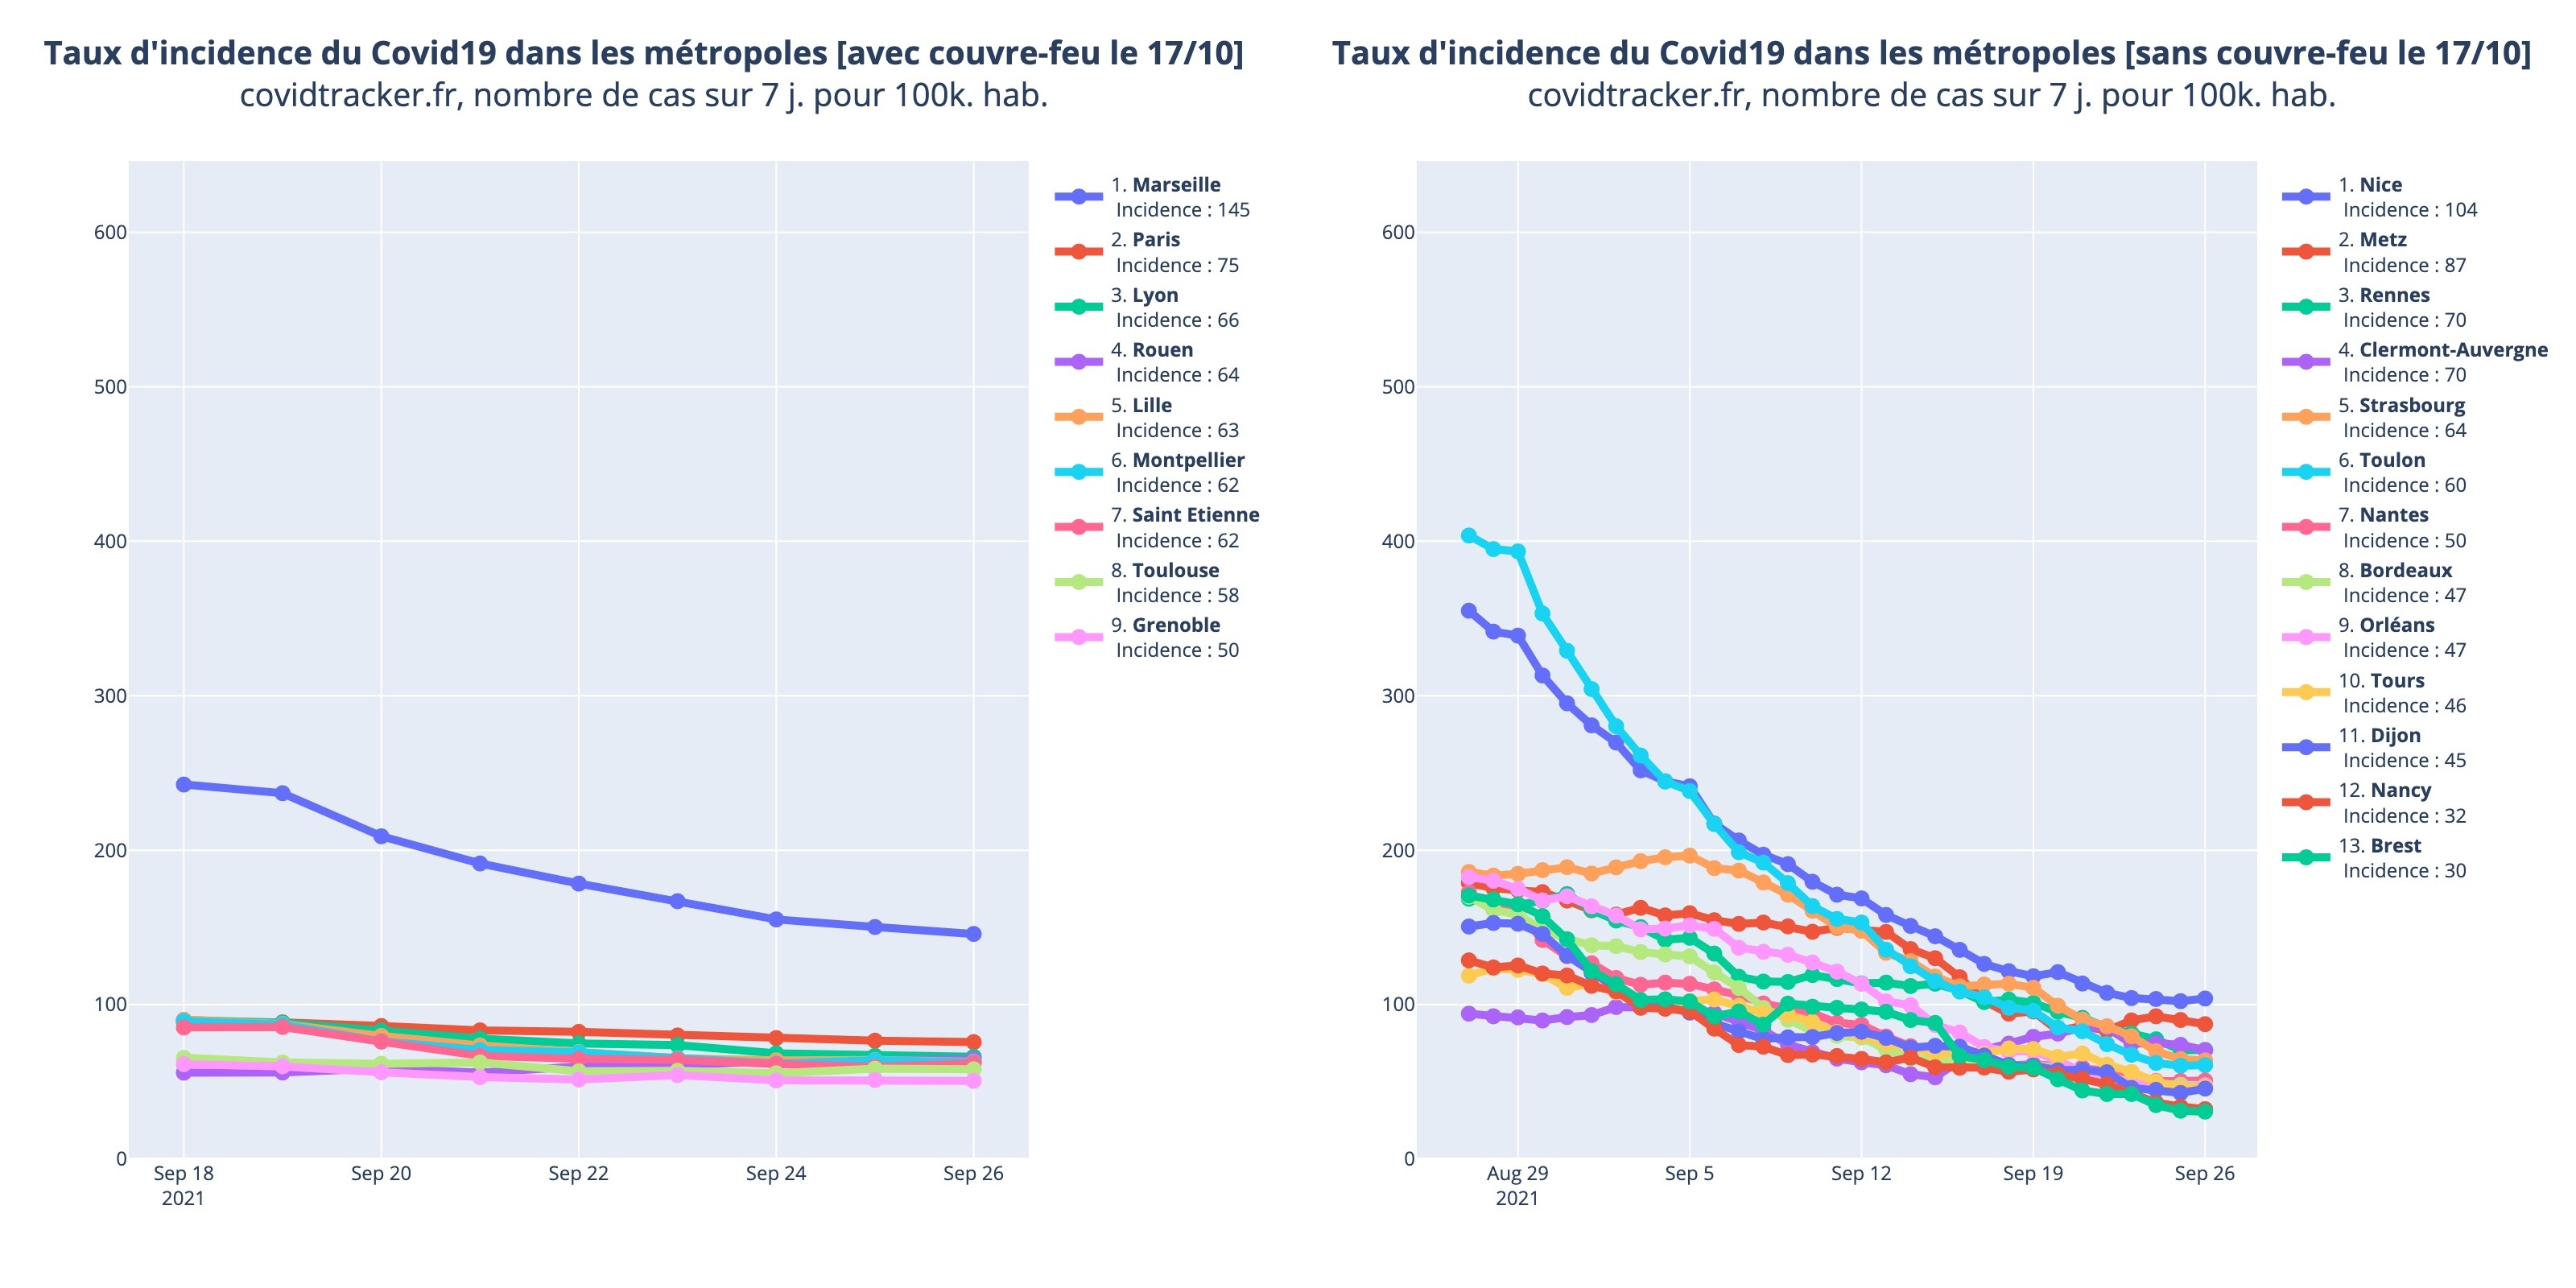 Taux d'incidence du Covid19 dans les métropoles [avec couvre-feu le 17/10]
covidtracker.fr, nombre de cas sur 7 j. pour 100k. hab.
600
500
400
300
200
100
0
Sep 18
2021
Sep 20
Sep 22
Sep 24
Sep 26
1. Marseille
Incidence : 145
2. Paris
Incidence : 75
3. Lyon
Incidence : 66
4. Rouen
Incidence : 64
5. Lille
Incidence : 63
6. Montpellier
Incidence : 62
7. Saint Etienne
Incidence : 62
8. Toulouse
Incidence : 58
9. Grenoble
Incidence : 50
Taux d'incidence du Covid19 dans les métropoles [sans couvre-feu le 17/10]
covidtracker.fr, nombre de cas sur 7 j. pour 100k. hab.
600
500
400
300
200
100
0
Aug 29
2021
Sep 5
Sep 12
Sep 19
Sep 26
1. Nice
Incidence : 104
2. Metz
Incidence : 87
3. Rennes
Incidence : 70
4. Clermont-Auvergne
Incidence : 70
5. Strasbourg
Incidence : 64
6. Toulon
Incidence : 60
7. Nantes
Incidence : 50
8. Bordeaux
Incidence : 47
9. Orléans
Incidence : 47
10. Tours
Incidence : 46
11. Dijon
Incidence : 45
12. Nancy
Incidence : 32
13. Brest
Incidence : 30